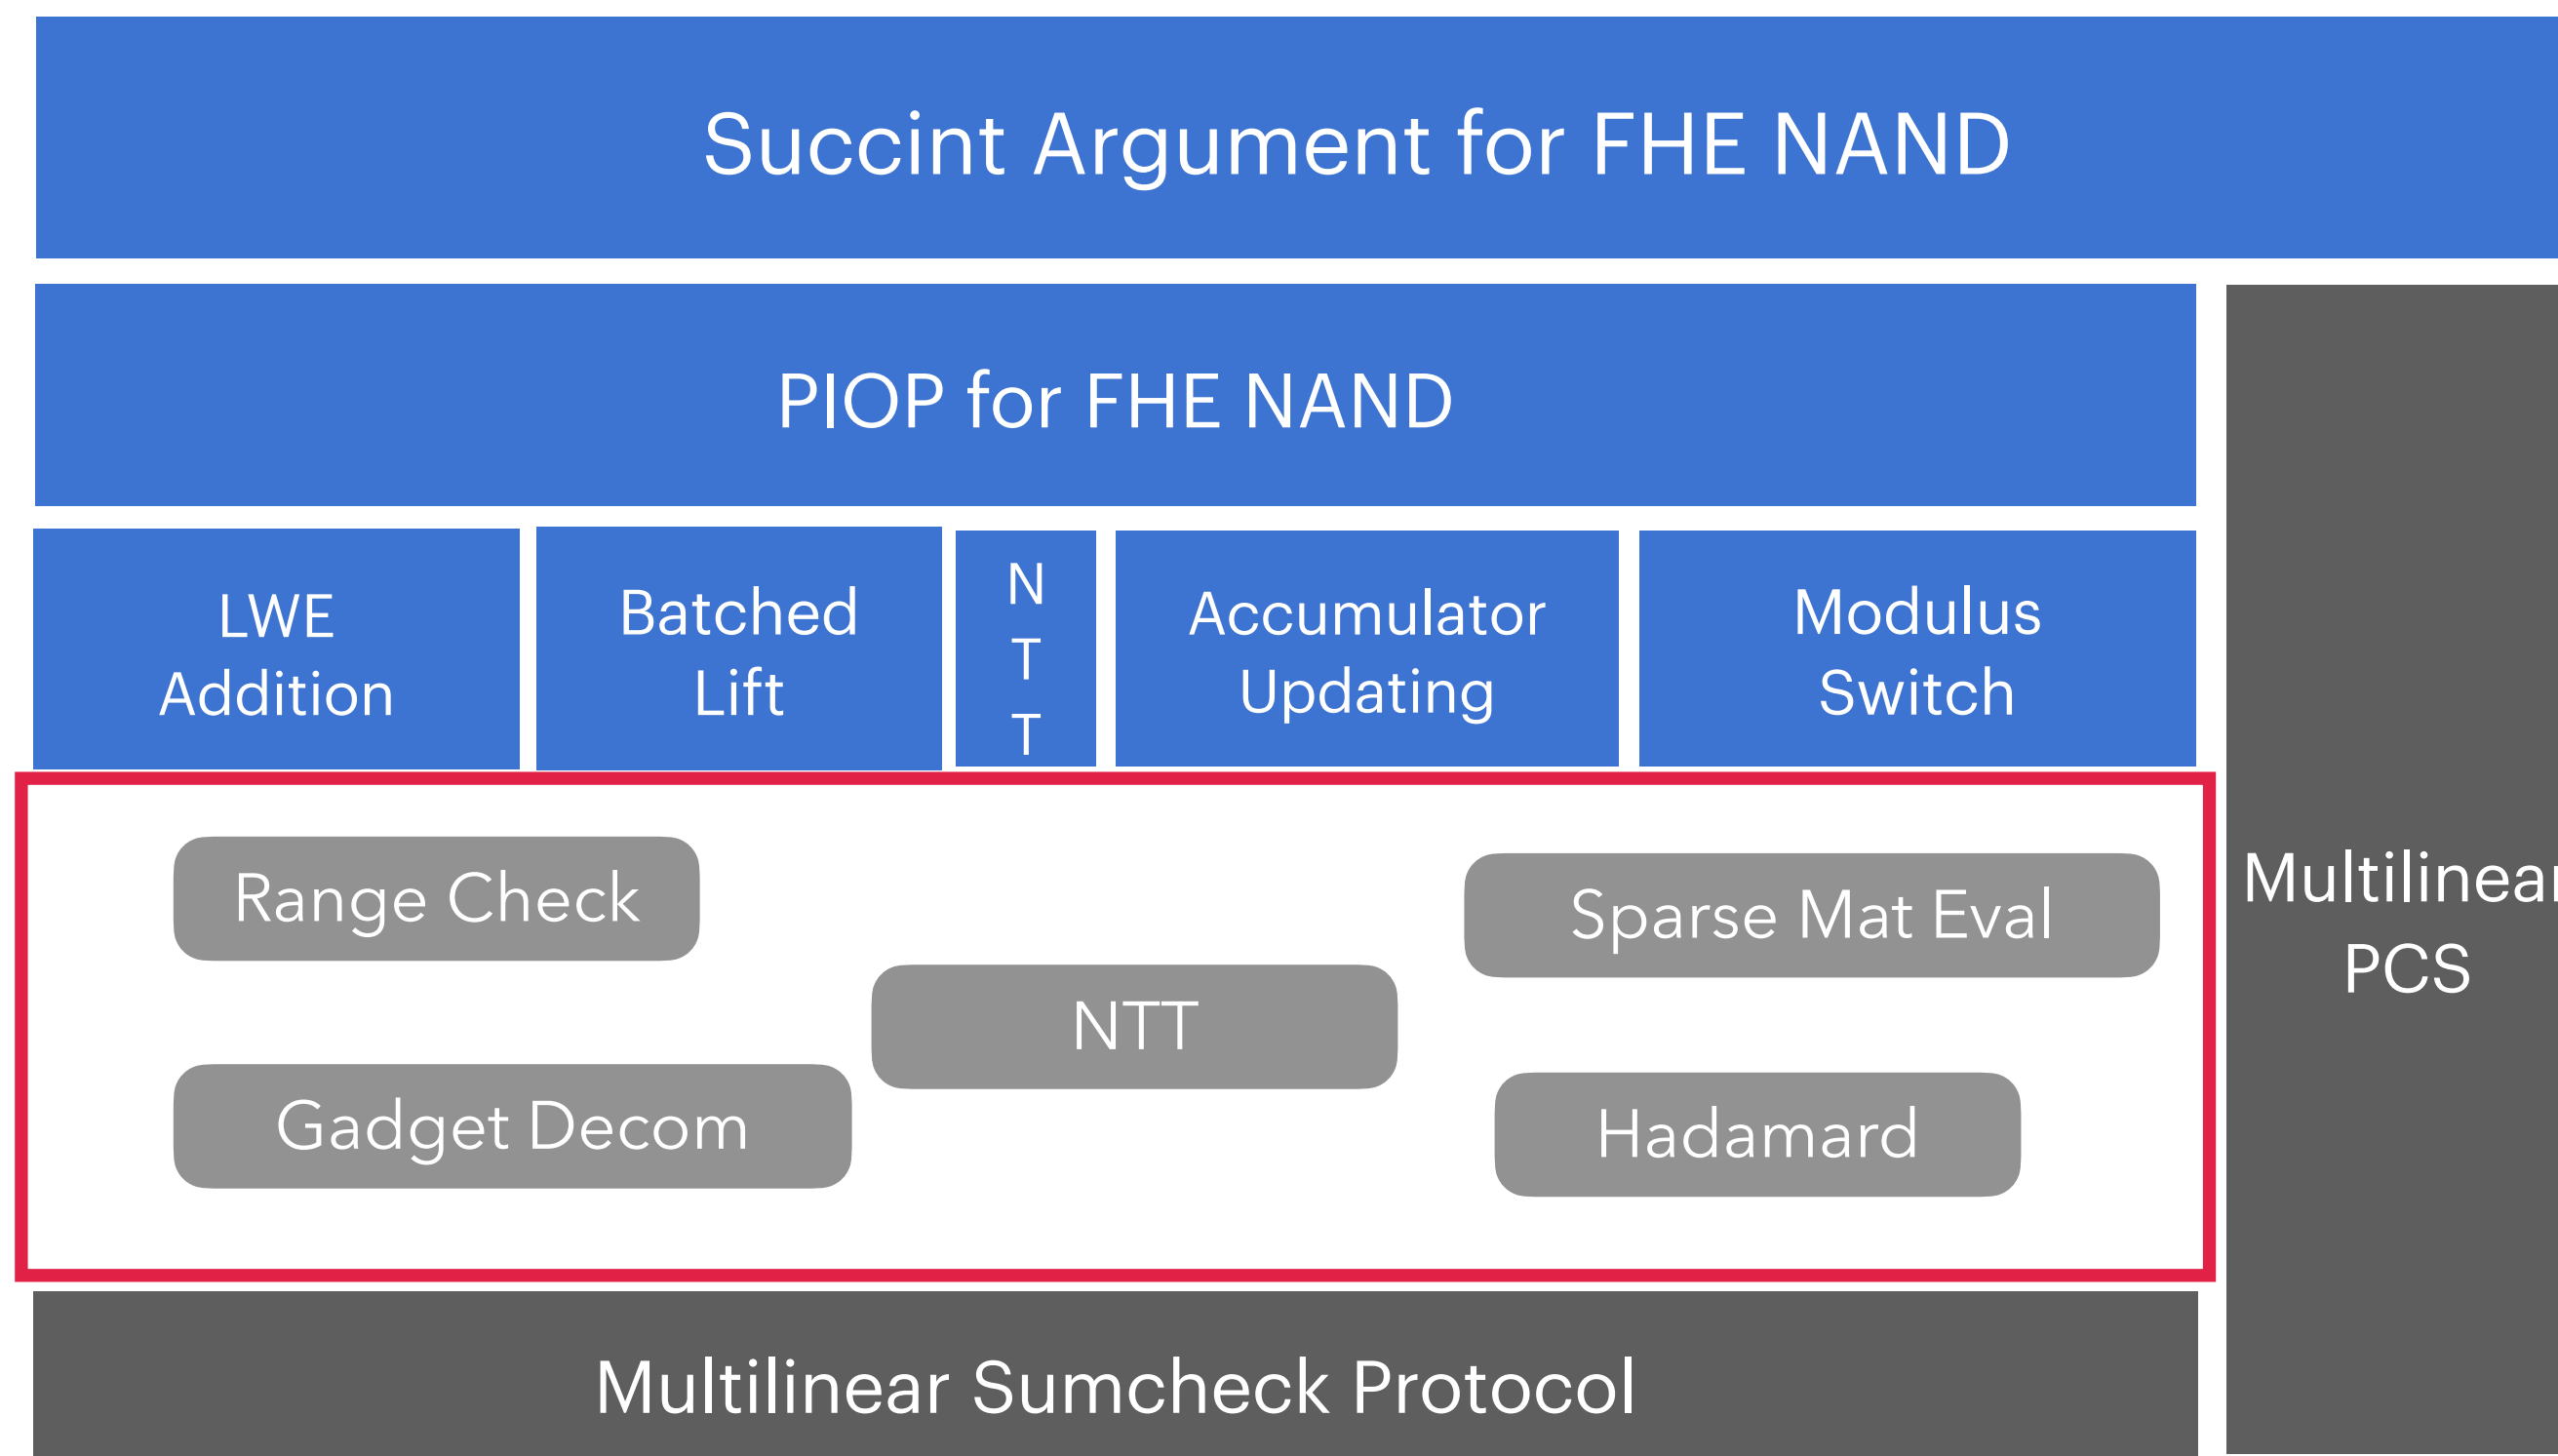 Succint Argument for FHE NAND
PIOP for FHE NAND
LWE
Addition
Batched
Lift
N
T
T
Accumulator
Updating
Modulus
Switch
Range Check
Sparse Mat Eval
NTT
Gadget Decom
Hadamard
Multilinear
PCS
Multilinear Sumcheck Protocol